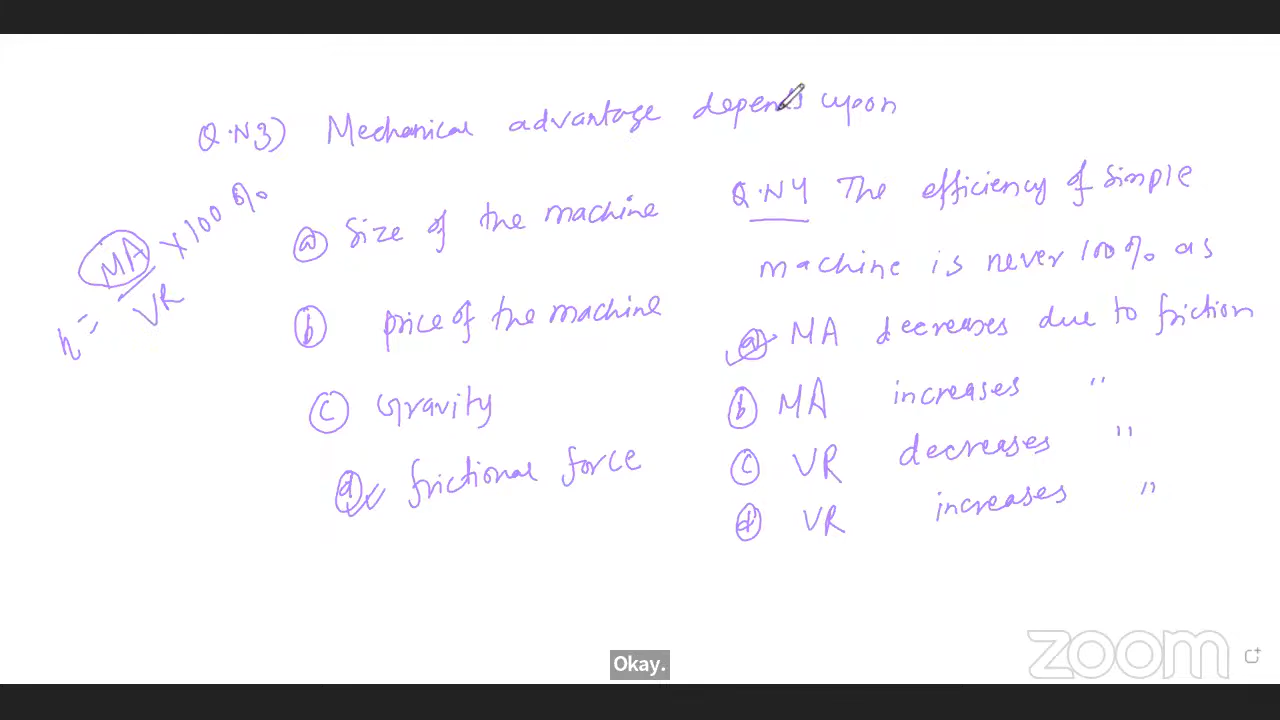 Q.N3) Mechanical advantage depends upon
(a) Size of the machine
(b) price of the machine
(c) Gravity
(d) frictional force
η = MA/VR × 100 %
Q.N4 The efficiency of simple
machine is never 100% as
(a) MA decreases due to friction
(b) MA increases "
(c) VR decreases "
(d) VR increases "
Okay.
zoom